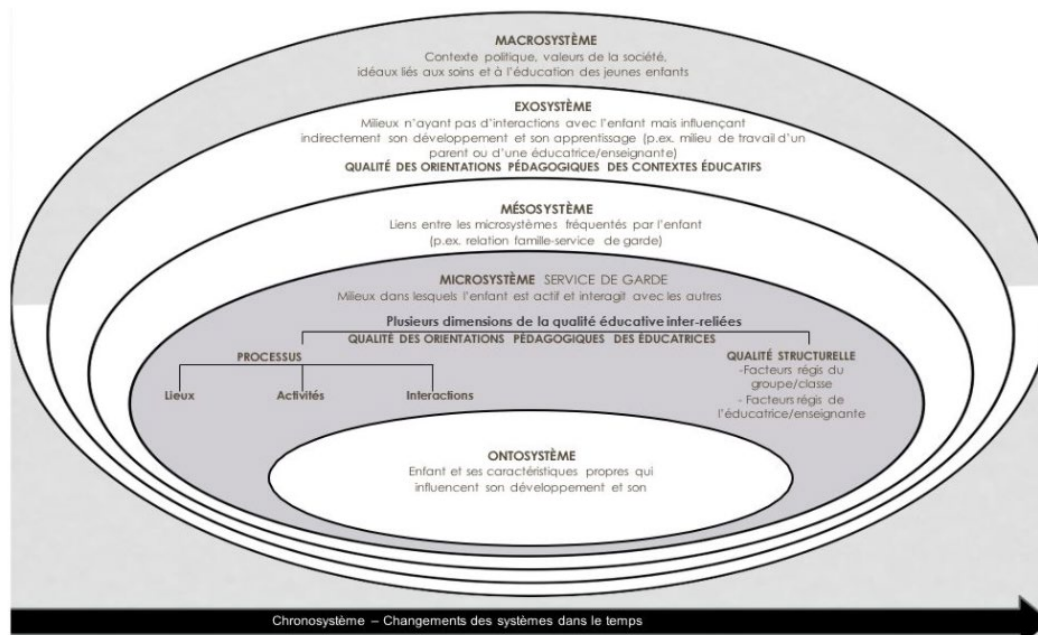 MACROSYSTÈME
Contexte politique, valeurs de la société,
idéaux liés aux soins et à l'éducation des jeunes enfants
EXOSYSTÈME
Milieux n'ayant pas d'interactions avec l'enfant mais influençant
indirectement son développement et son apprentissage (p.ex. milieu de travail d'un
parent ou d'une éducatrice/enseignante)
QUALITÉ DES ORIENTATIONS PÉDAGOGIQUES DES CONTEXTES ÉDUCATIFS
MÉSOSYSTÈME
Liens entre les microsystèmes fréquentés par l'enfant
(p.ex. relation famille-service de garde)
MICROSYSTÈME SERVICE DE GARDE
Milieux dans lesquels l'enfant est actif et interagit avec les autres
Plusieurs dimensions de la qualité éducative inter-reliées
QUALITÉ DES ORIENTATIONS PÉDAGOGIQUES DES ÉDUCATRICES
PROCESSUS
Lieux
Activités
Interactions
QUALITÉ STRUCTURELLE
-Facteurs régis du
groupe/classe
- Facteurs régis de
l'éducatrice/enseignante
ONTOSYSTÈME
Enfant et ses caractéristiques propres qui
influencent son développement et son
Chronosystème – Changements des systèmes dans le temps